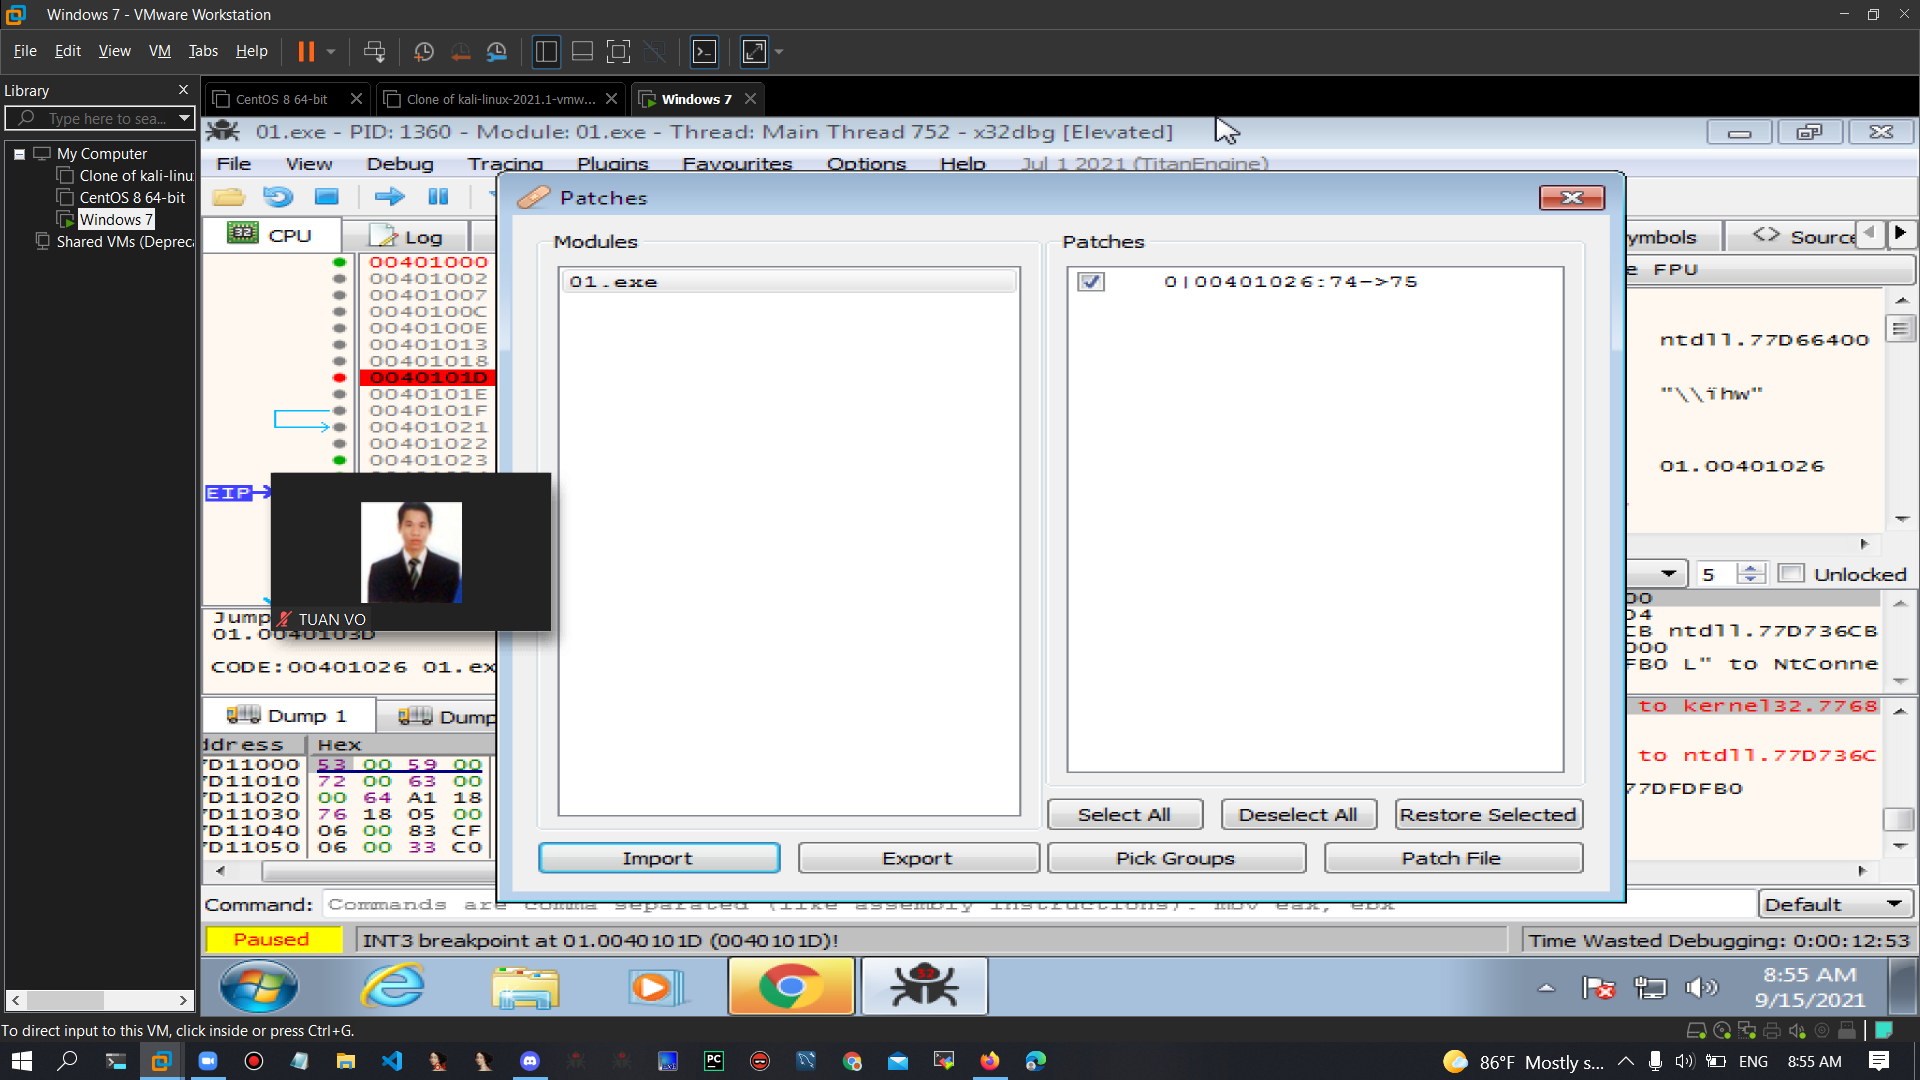 Windows 7 - VMware Workstation
File Edit View VM Tabs Help
Library
Type here to sea...
My Computer
Clone of kali-linu
CentOS 8 64-bit
Windows 7
Shared VMs (Depreca
CentOS 8 64-bit
Clone of kali-linux-2021.1-vmw...
Windows 7
01.exe - PID: 1360 - Module: 01.exe - Thread: Main Thread 752 - x32dbg [Elevated]
File View Debug Tracing Plugins Favourites Options Help Jul 1 2021 (TitanEngine)
CPU
Log
ymbols
Source
e FPU
00401000
00401002
00401007
0040100C
0040100E
00401013
00401018
0040101D
0040101E
0040101F
00401021
00401022
00401023
EIP
TUAN VO
Jump
01.0040103D
CODE:00401026 01.ex
Patches
Modules
01.exe
Patches
0|00401026:74->75
Select All
Deselect All
Restore Selected
Import
Export
Pick Groups
Patch File
ntdll.77D66400
"\\ïhw"
01.00401026
5
Unlocked
00
04
CB ntdll.77D736CB
000
FB0 L" to NtConne
to kernel32.7768
to ntdll.77D736C
77DFDFB0
Dump 1
Dump
ddress Hex
7D11000 53 00 59 00
7D11010 72 00 63 00
7D11020 00 64 A1 18
7D11030 76 18 05 00
7D11040 06 00 83 CF
7D11050 06 00 33 C0
Command: Commands are comma separated (like assembly instructions): mov eax, ebx
Default
Paused
INT3 breakpoint at 01.0040101D (0040101D)!
Time Wasted Debugging: 0:00:12:53
8:55 AM
9/15/2021
To direct input to this VM, click inside or press Ctrl+G.
86°F Mostly s...
ENG
8:55 AM